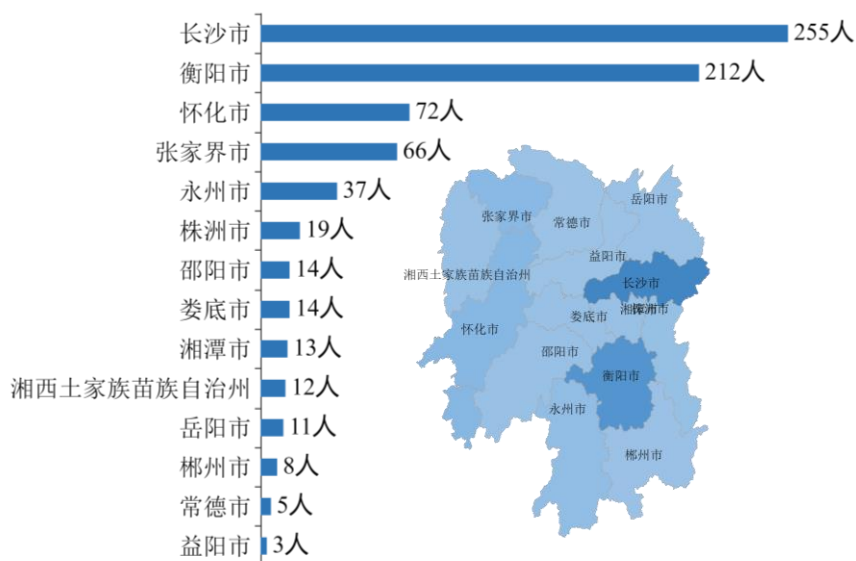 长沙市 255人
衡阳市 212人
怀化市 72人
张家界市 66人
永州市 37人
株洲市 19人
邵阳市 14人
娄底市 14人
湘潭市 13人
湘西土家族苗族自治州 12人
岳阳市 11人
郴州市 8人
常德市 5人
益阳市 3人
岳阳市
张家界市
常德市
益阳市
湘西土家族苗族自治州
长沙市
娄底市
怀化市
邵阳市
衡阳市
永州市
郴州市